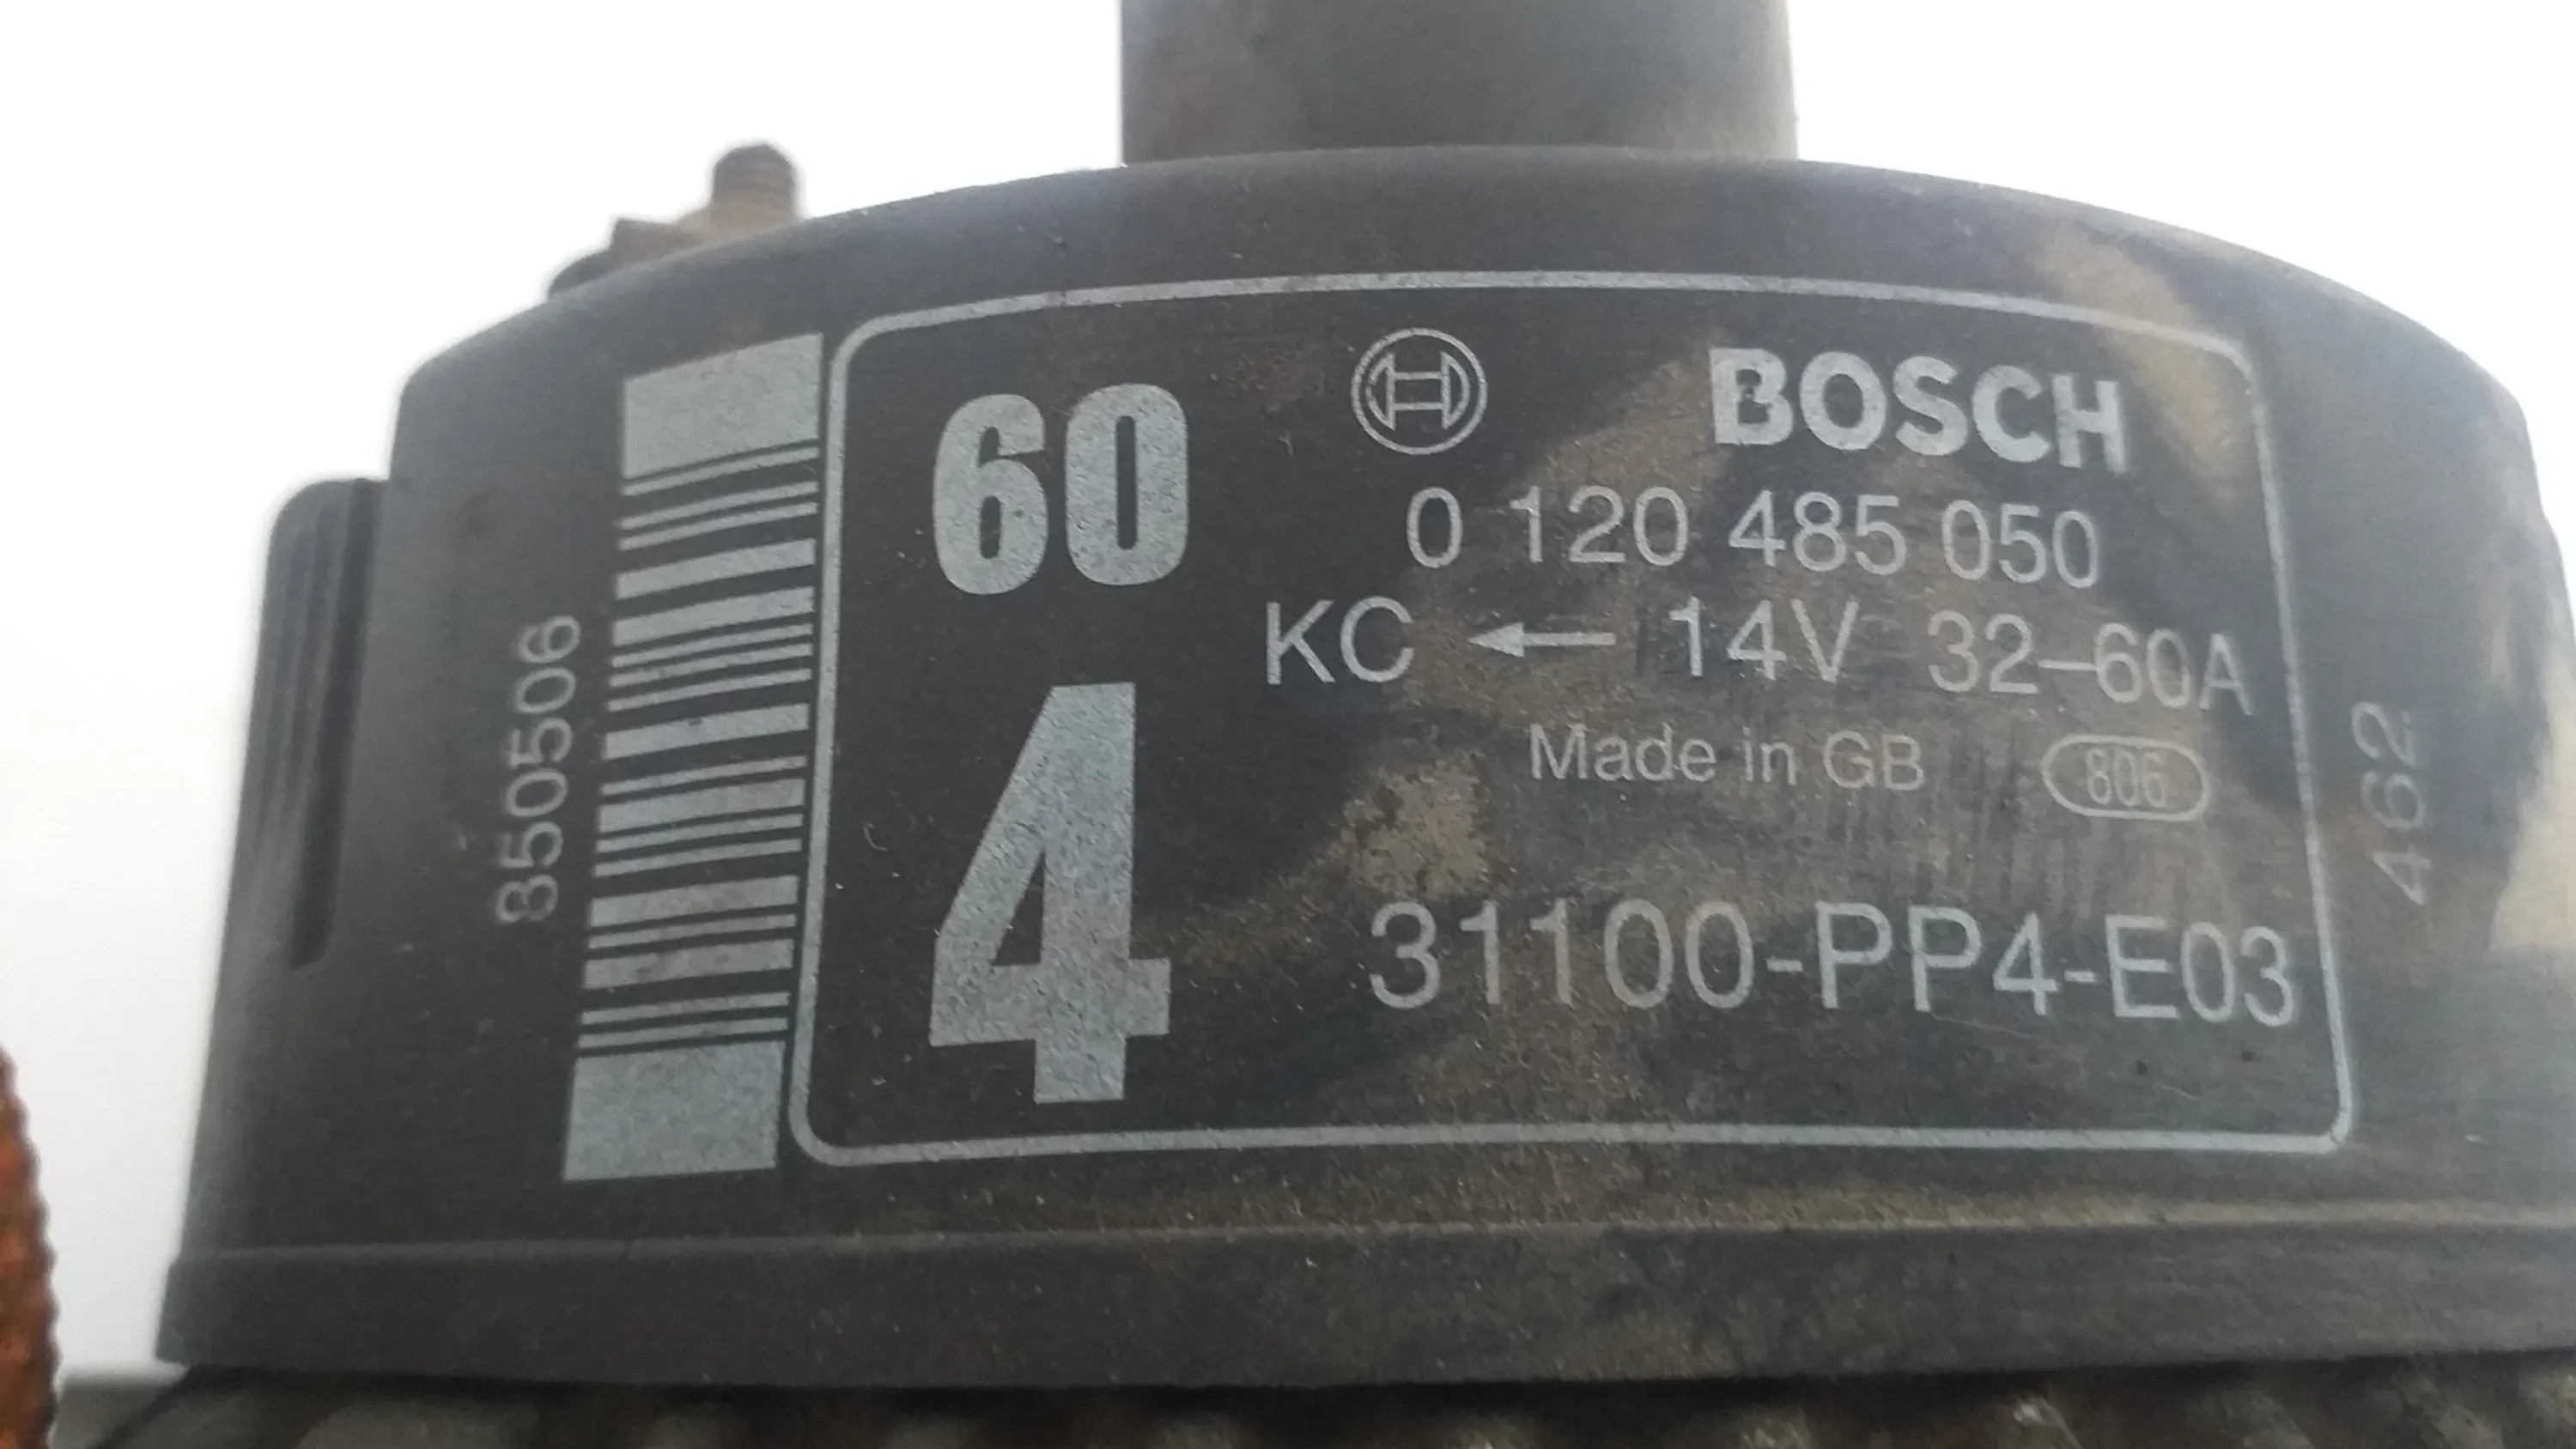 850506
60
4
BOSCH
0 120 485 050
KC ← 14V 32-60A
Made in GB 806
31100-PP4-E03
462